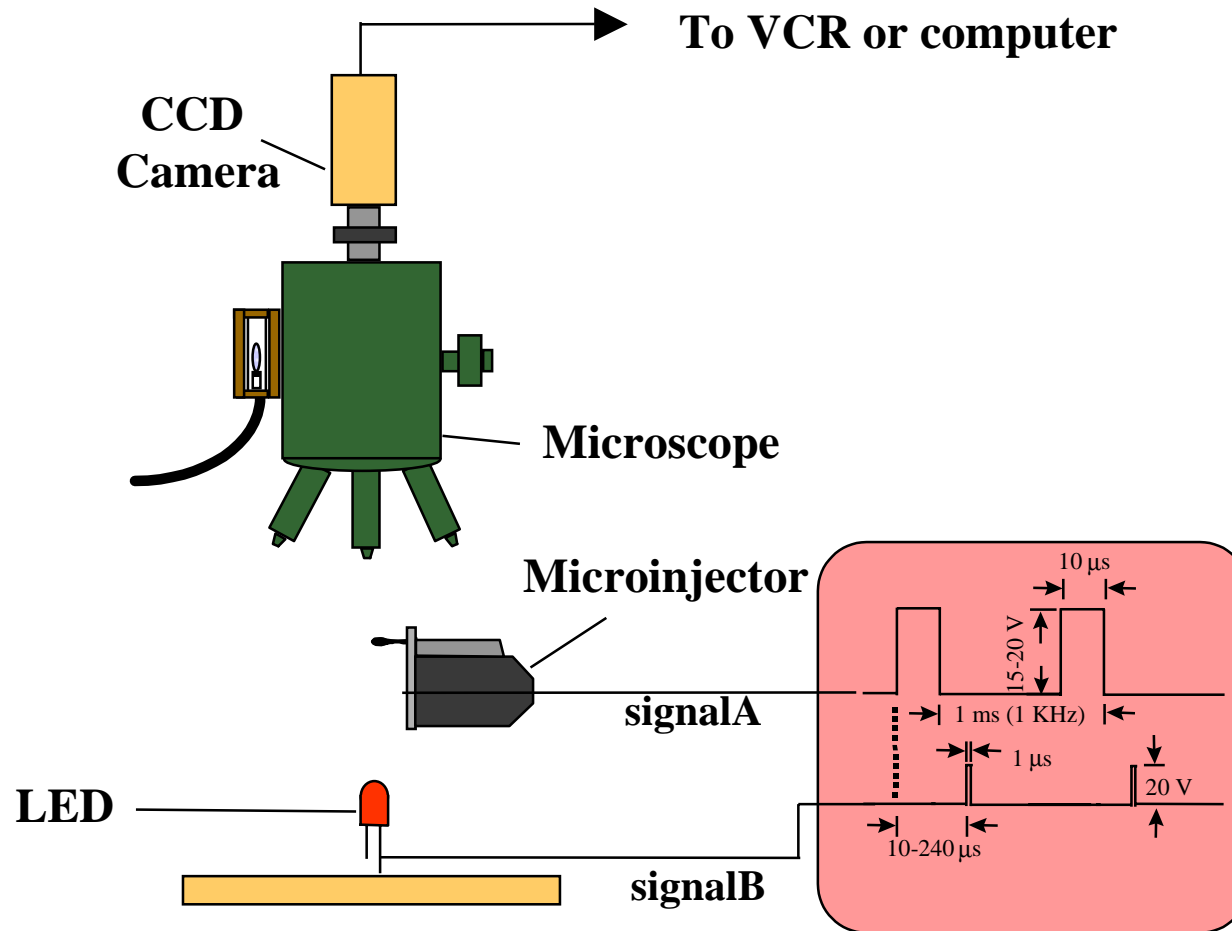 To VCR or computer
CCD
Camera
Microscope
Microinjector
10 µs
15-20 V
signalA
1 ms (1 KHz)
1 µs
20 V
LED
10-240 µs
signalB